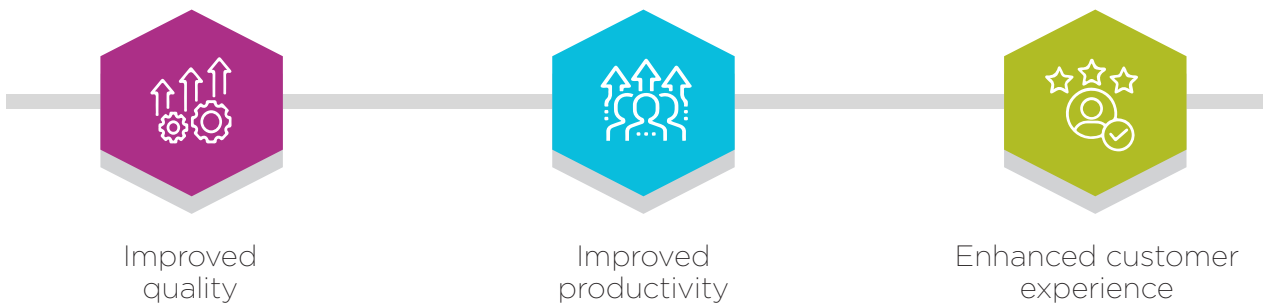 Improved
quality
Improved
productivity
Enhanced customer
experience